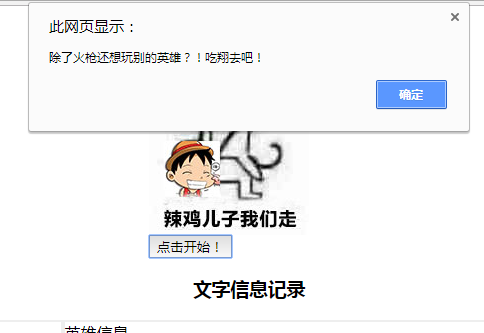 此网页显示：
除了火枪还想玩别的英雄？！吃翔去吧！
确定
辣鸡儿子我们走
点击开始！
文字信息记录
英雄信息